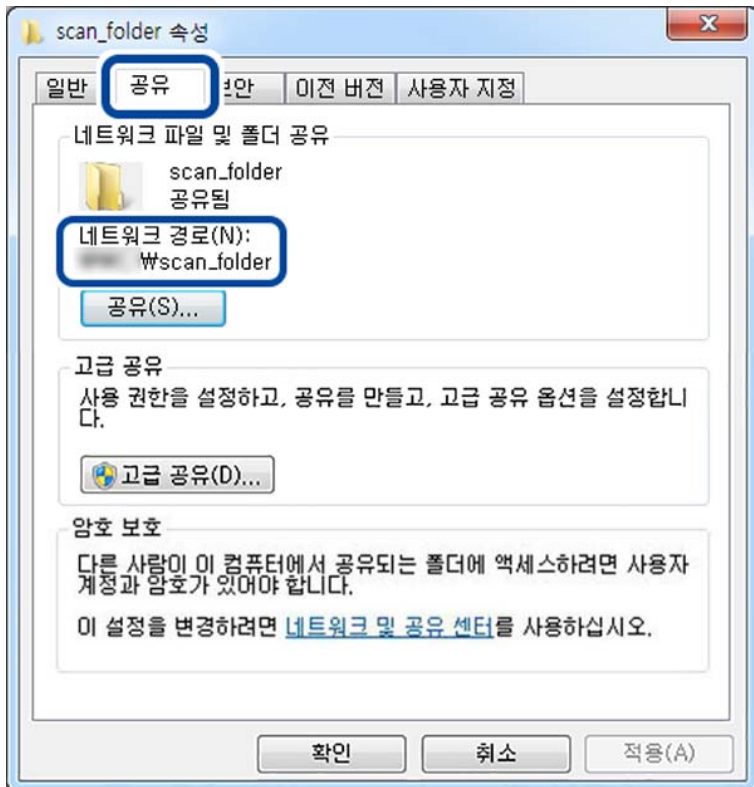 scan_folder 속성
일반 공유 이전 버전 사용자 지정
네트워크 파일 및 폴더 공유
scan_folder
공유됨
네트워크 경로(N):
₩scan_folder
공유(S)...
고급 공유
사용 권한을 설정하고, 공유를 만들고, 고급 공유 옵션을 설정합니
다.
고급 공유(D)...
암호 보호
다른 사람이 이 컴퓨터에서 공유되는 폴더에 액세스하려면 사용자
계정과 암호가 있어야 합니다.
이 설정을 변경하려면 네트워크 및 공유 센터를 사용하십시오.
확인 취소 적용(A)